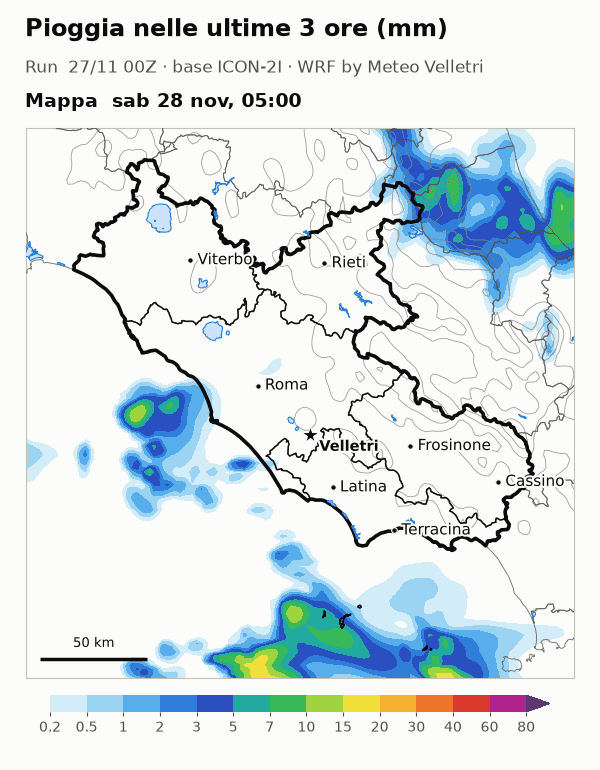 Pioggia nelle ultime 3 ore (mm)
Run  27/11 00Z · base ICON-2I · WRF by Meteo Velletri
Mappa  sab 28 nov, 05:00
Viterbo
Rieti
Roma
Velletri
Frosinone
Latina
Cassino
Terracina
50 km
0.2 0.5 1 2 3 5 7 10 15 20 30 40 60 80